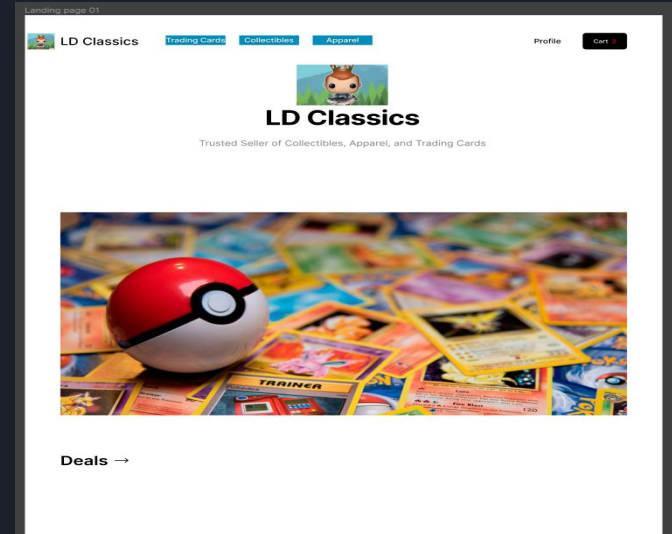 Landing page 01
LD Classics
Trading Cards
Collectibles
Apparel
Profile
Cart
LD Classics
Trusted Seller of Collectibles, Apparel, and Trading Cards
TRAINER
120
Deals →